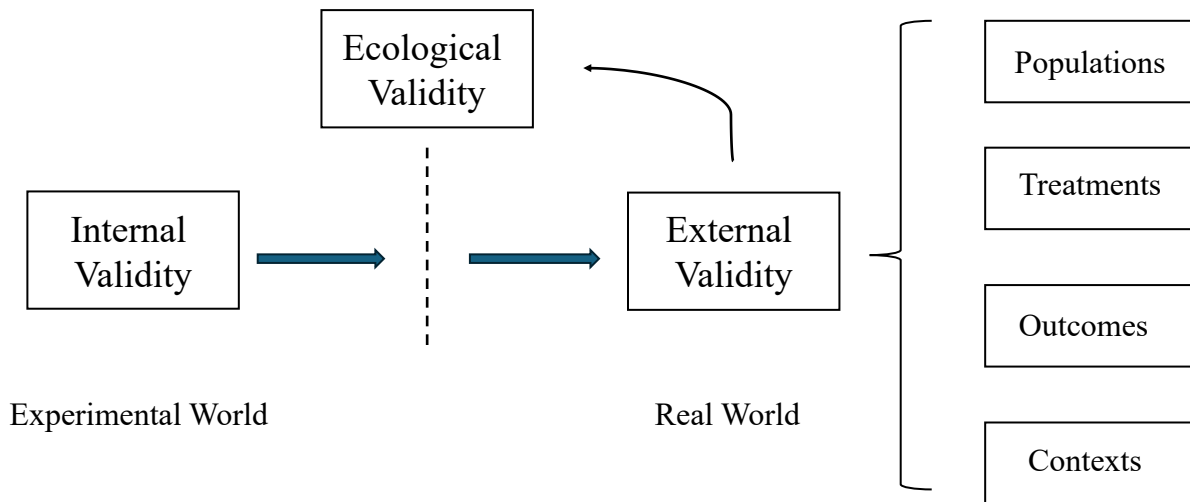 Ecological
Validity
Populations
Treatments
Internal
Validity
External
Validity
Outcomes
Experimental World
Real World
Contexts